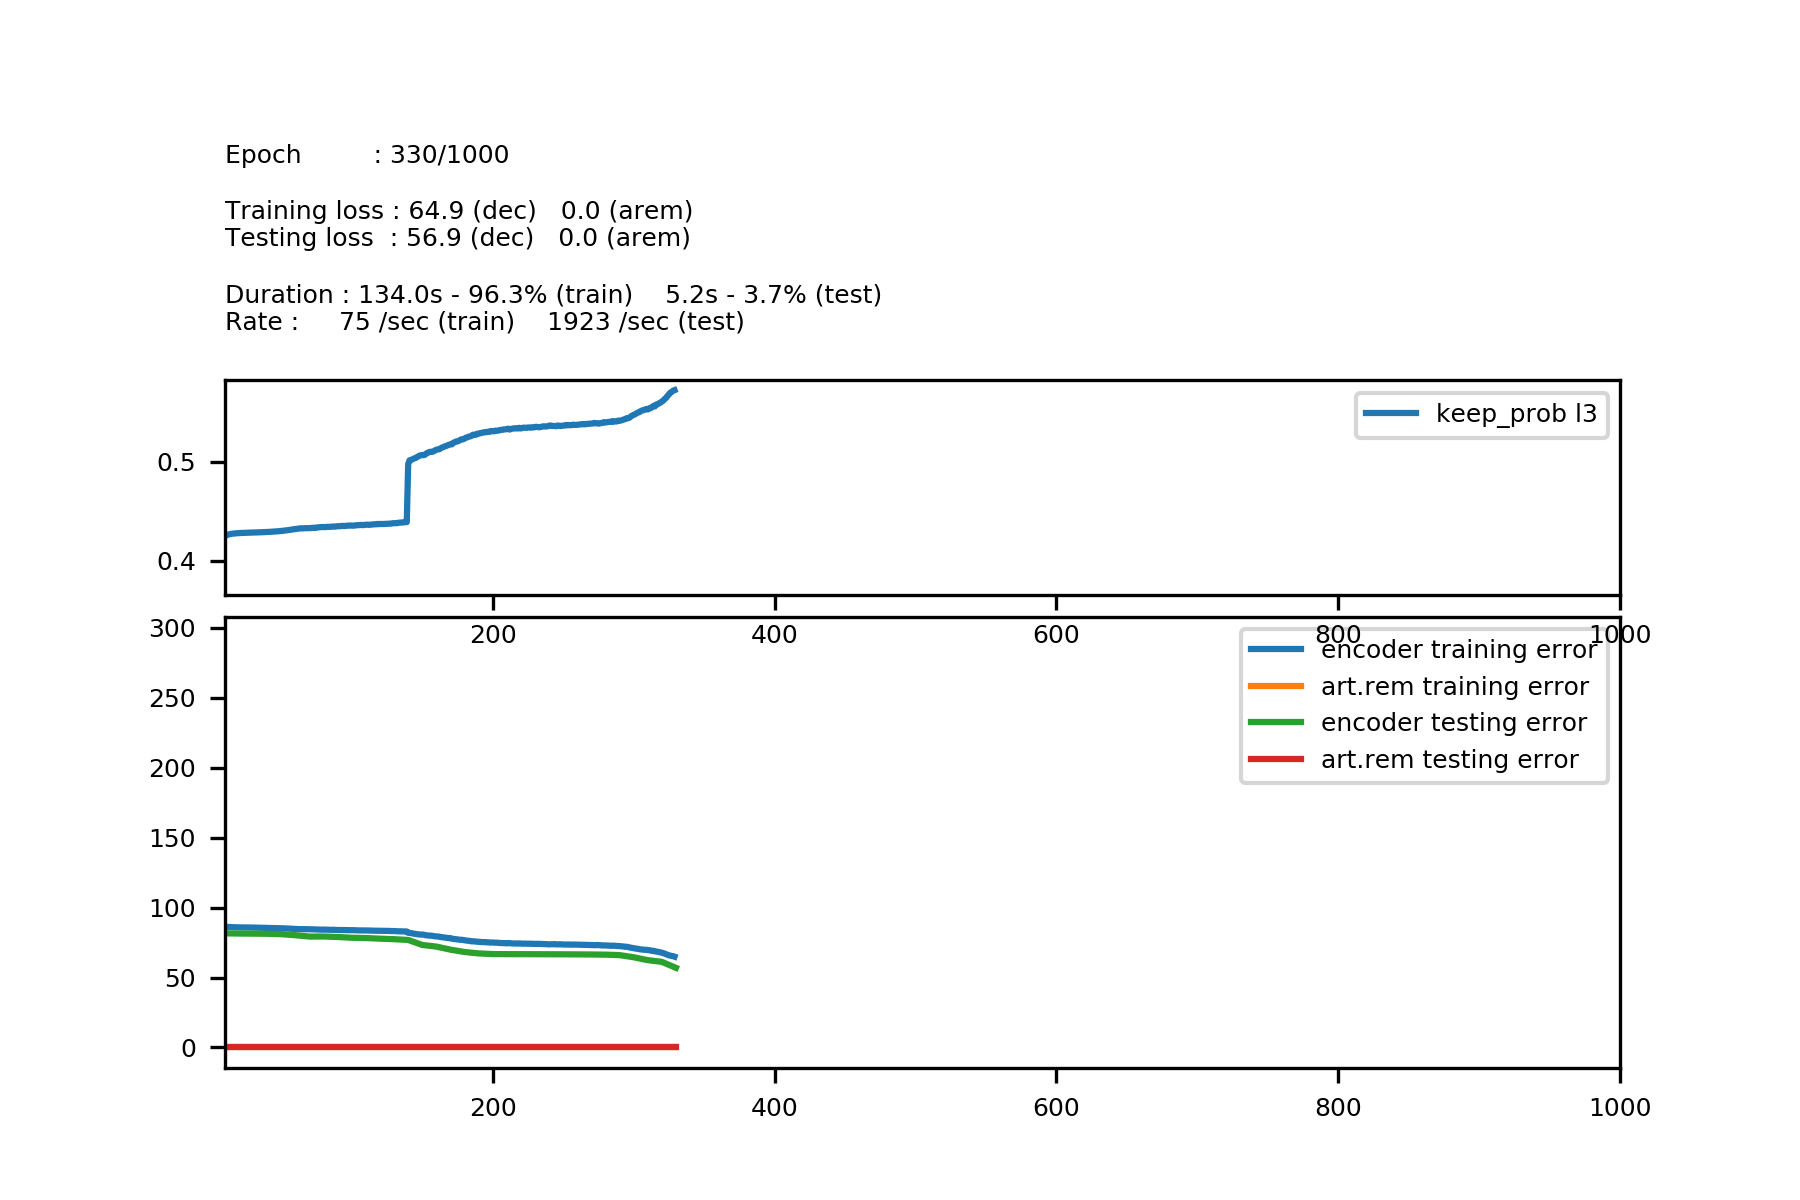 Epoch : 330/1000
Training loss : 64.9 (dec) 0.0 (arem)
Testing loss : 56.9 (dec) 0.0 (arem)
Duration : 134.0s - 96.3% (train) 5.2s - 3.7% (test)
Rate : 75 /sec (train) 1923 /sec (test)
keep_prob l3
0.5
0.4
200 400 600 800 1000
encoder training error
art.rem training error
encoder testing error
art.rem testing error
300
250
200
150
100
50
0
200 400 600 800 1000